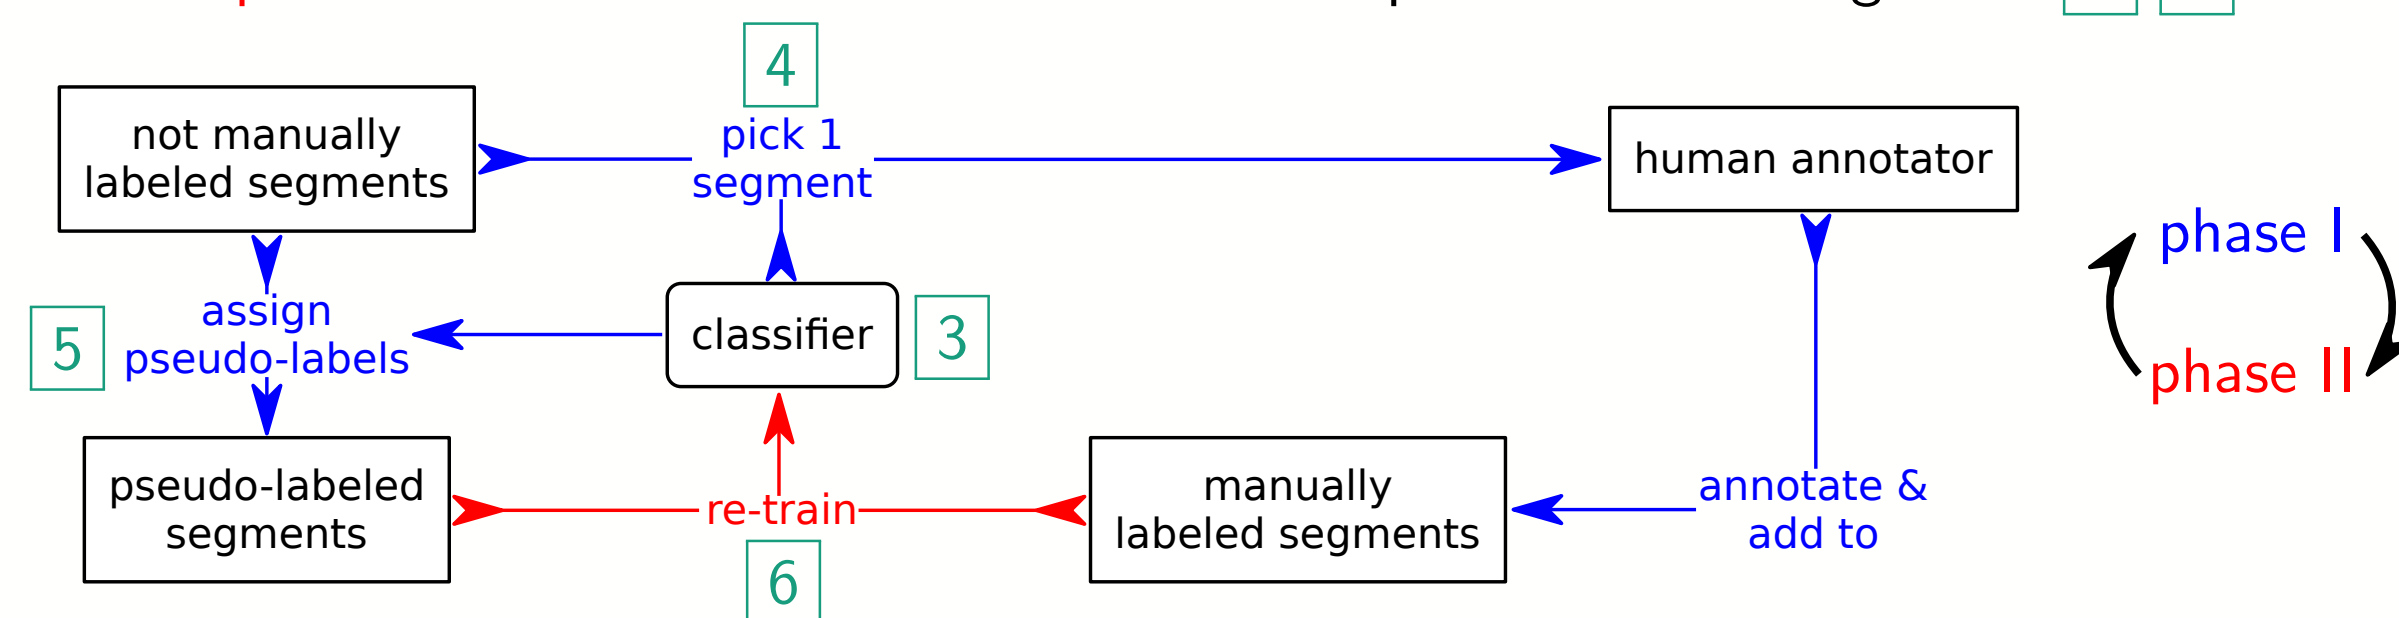 4
not manually
labeled segments
pick 1
segment
human annotator
phase I
assign
pseudo-labels
5
classifier
3
phase II
pseudo-labeled
segments
re-train
6
manually
labeled segments
annotate &
add to